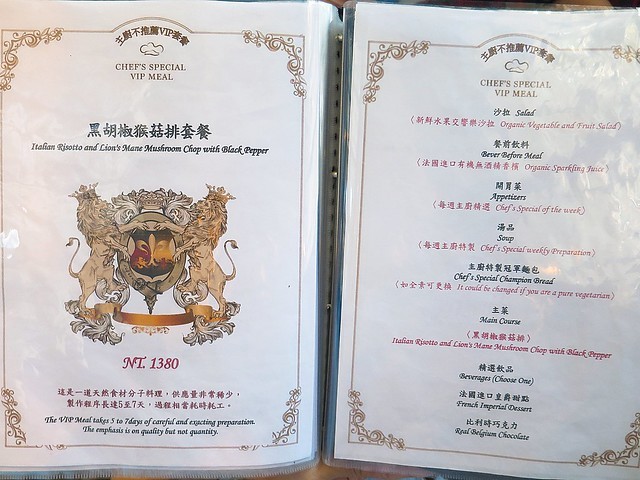 主廚不推薦VIP套餐
CHEF'S SPECIAL
VIP MEAL
黑胡椒猴菇排套餐
Italian Risotto and Lion's Mane Mushroom Chop with Black Pepper
NT. 1380
這是一道天然食材分子料理，供應量非常稀少，
製作程序長達5至7天，過程相當耗時耗工。
The VIP Meal takes 5 to 7days of careful and exacting preparation.
The emphasis is on quality but not quantity.
主廚不推薦VIP套餐
CHEF'S SPECIAL
VIP MEAL
沙拉 Salad
〈新鮮水果交響樂沙拉 Organic Vegetable and Fruit Salad〉
餐前飲料
Bever Before Meal
〈法國進口有機無酒精香檳 Organic Sparkling Juice〉
開胃菜
Appetizers
〈每週主廚精選 Chef's Special of the week〉
湯品
Soup
〈每週主廚特製 Chef's Special weekly Preparation〉
主廚特製冠軍麵包
Chef's Special Champion Bread
〈如全素可更換 It could be changed if you are a pure vegetarian〉
主菜
Main Course
〈黑胡椒猴菇排〉
Italian Risotto and Lion's Mane Mushroom Chop with Black Pepper
精選飲品
Beverages (Choose One)
法國進口皇爵甜點
French Imperial Dessert
比利時巧克力
Real Belgium Chocolate